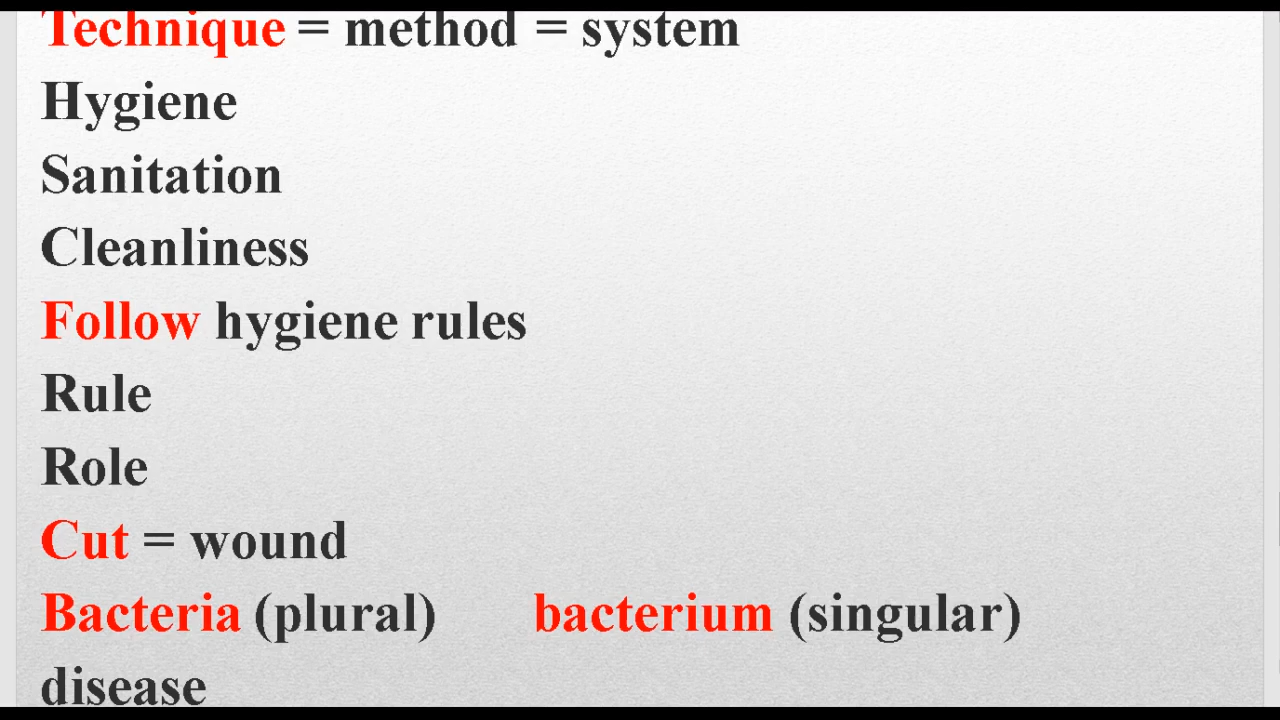 Technique = method = system
Hygiene
Sanitation
Cleanliness
Follow hygiene rules
Rule
Role
Cut = wound
Bacteria (plural) bacterium (singular)
disease